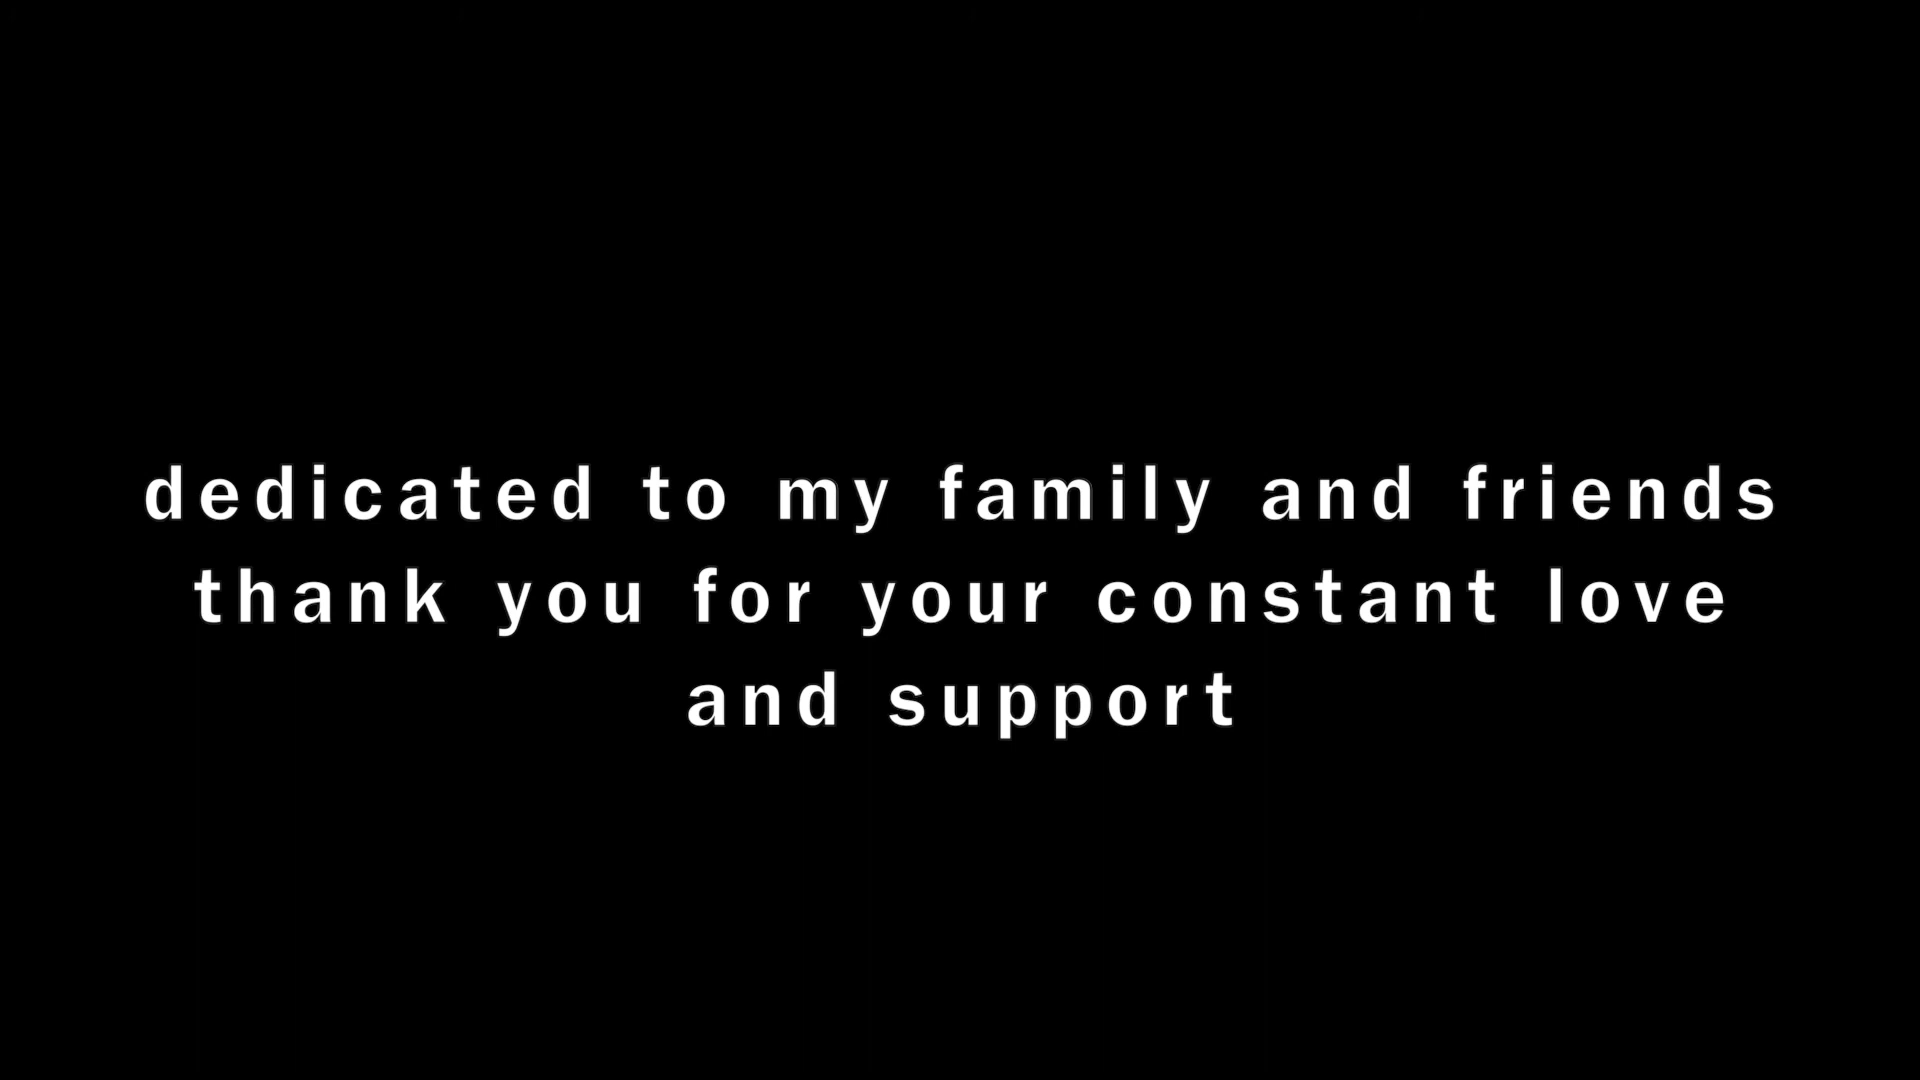 dedicated to my family and friends
thank you for your constant love
and support